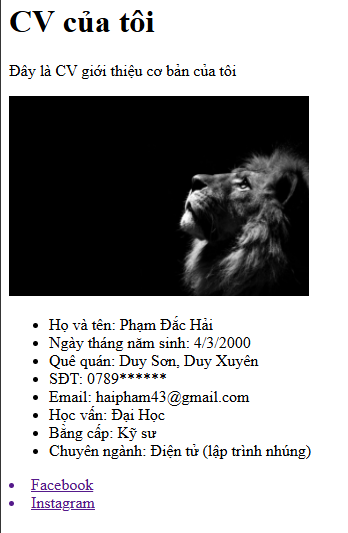 CV của tôi
Đây là CV giới thiệu cơ bản của tôi
Họ và tên: Phạm Đắc Hải
Ngày tháng năm sinh: 4/3/2000
Quê quán: Duy Sơn, Duy Xuyên
SĐT: 0789******
Email: haipham43@gmail.com
Học vấn: Đại Học
Bằng cấp: Kỹ sư
Chuyên ngành: Điện tử (lập trình nhúng)
Facebook
Instagram